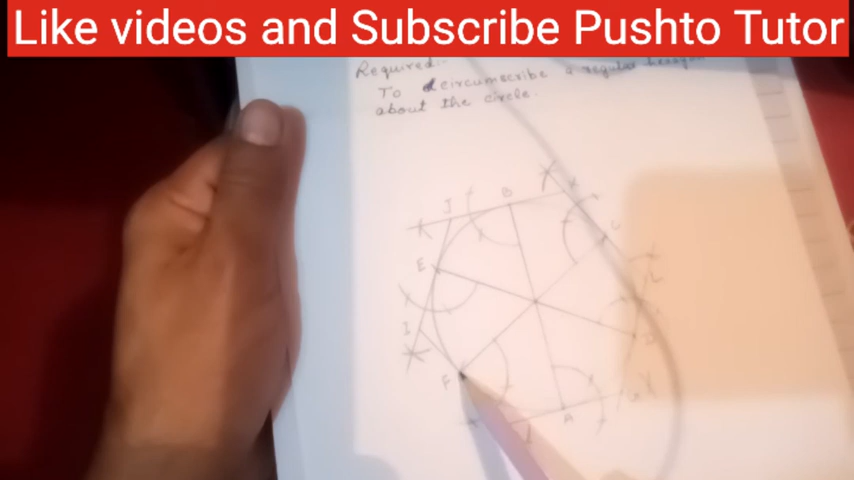 Like videos and Subscribe Pushto Tutor
Required.
To circumscribe a regular
about the circle.
J
B
K
C
E
L
I
D
F
G
A